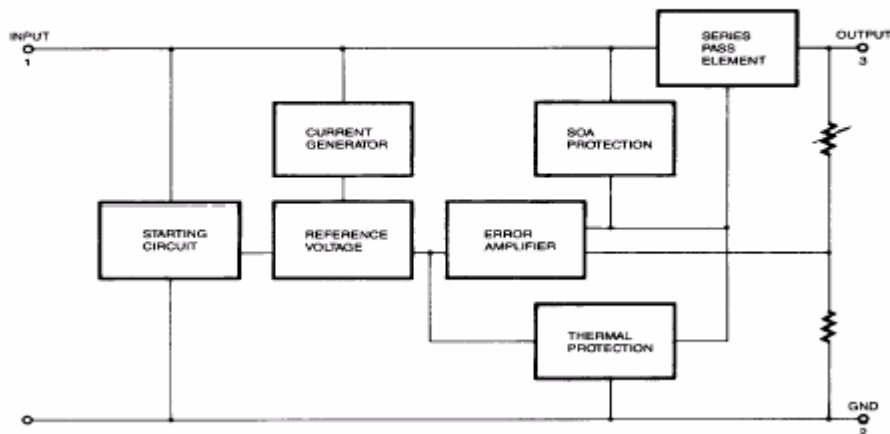 INPUT
1
SERIES
PASS
ELEMENT
OUTPUT
3
CURRENT
GENERATOR
SOA
PROTECTION
STARTING
CIRCUIT
REFERENCE
VOLTAGE
ERROR
AMPLIFIER
THERMAL
PROTECTION
GND
2